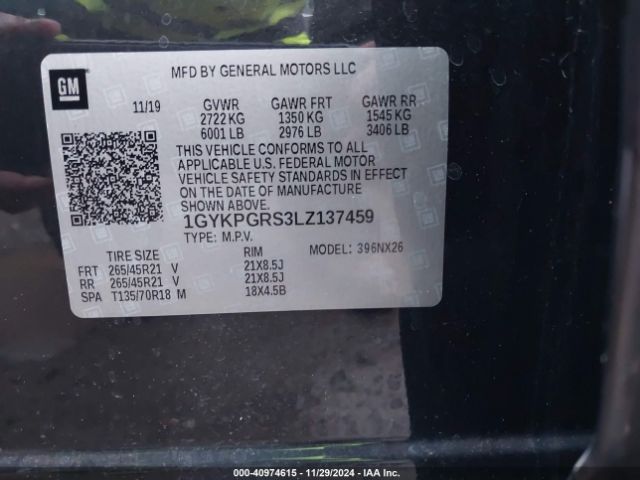 GM
MFD BY GENERAL MOTORS LLC
11/19 GVWR GAWR FRT GAWR RR
2722 KG 1350 KG 1545 KG
6001 LB 2976 LB 3406 LB
THIS VEHICLE CONFORMS TO ALL
APPLICABLE U.S. FEDERAL MOTOR
VEHICLE SAFETY STANDARDS IN EFFECT
ON THE DATE OF MANUFACTURE
SHOWN ABOVE.
1GYKPGRS3LZ137459
TYPE: M.P.V.
TIRE SIZE RIM MODEL: 396NX26
FRT 265/45R21 V 21X8.5J
RR 265/45R21 V 21X8.5J
SPA T135/70R18 M 18X4.5B
000-40974615 - 11/29/2024 - IAA Inc.